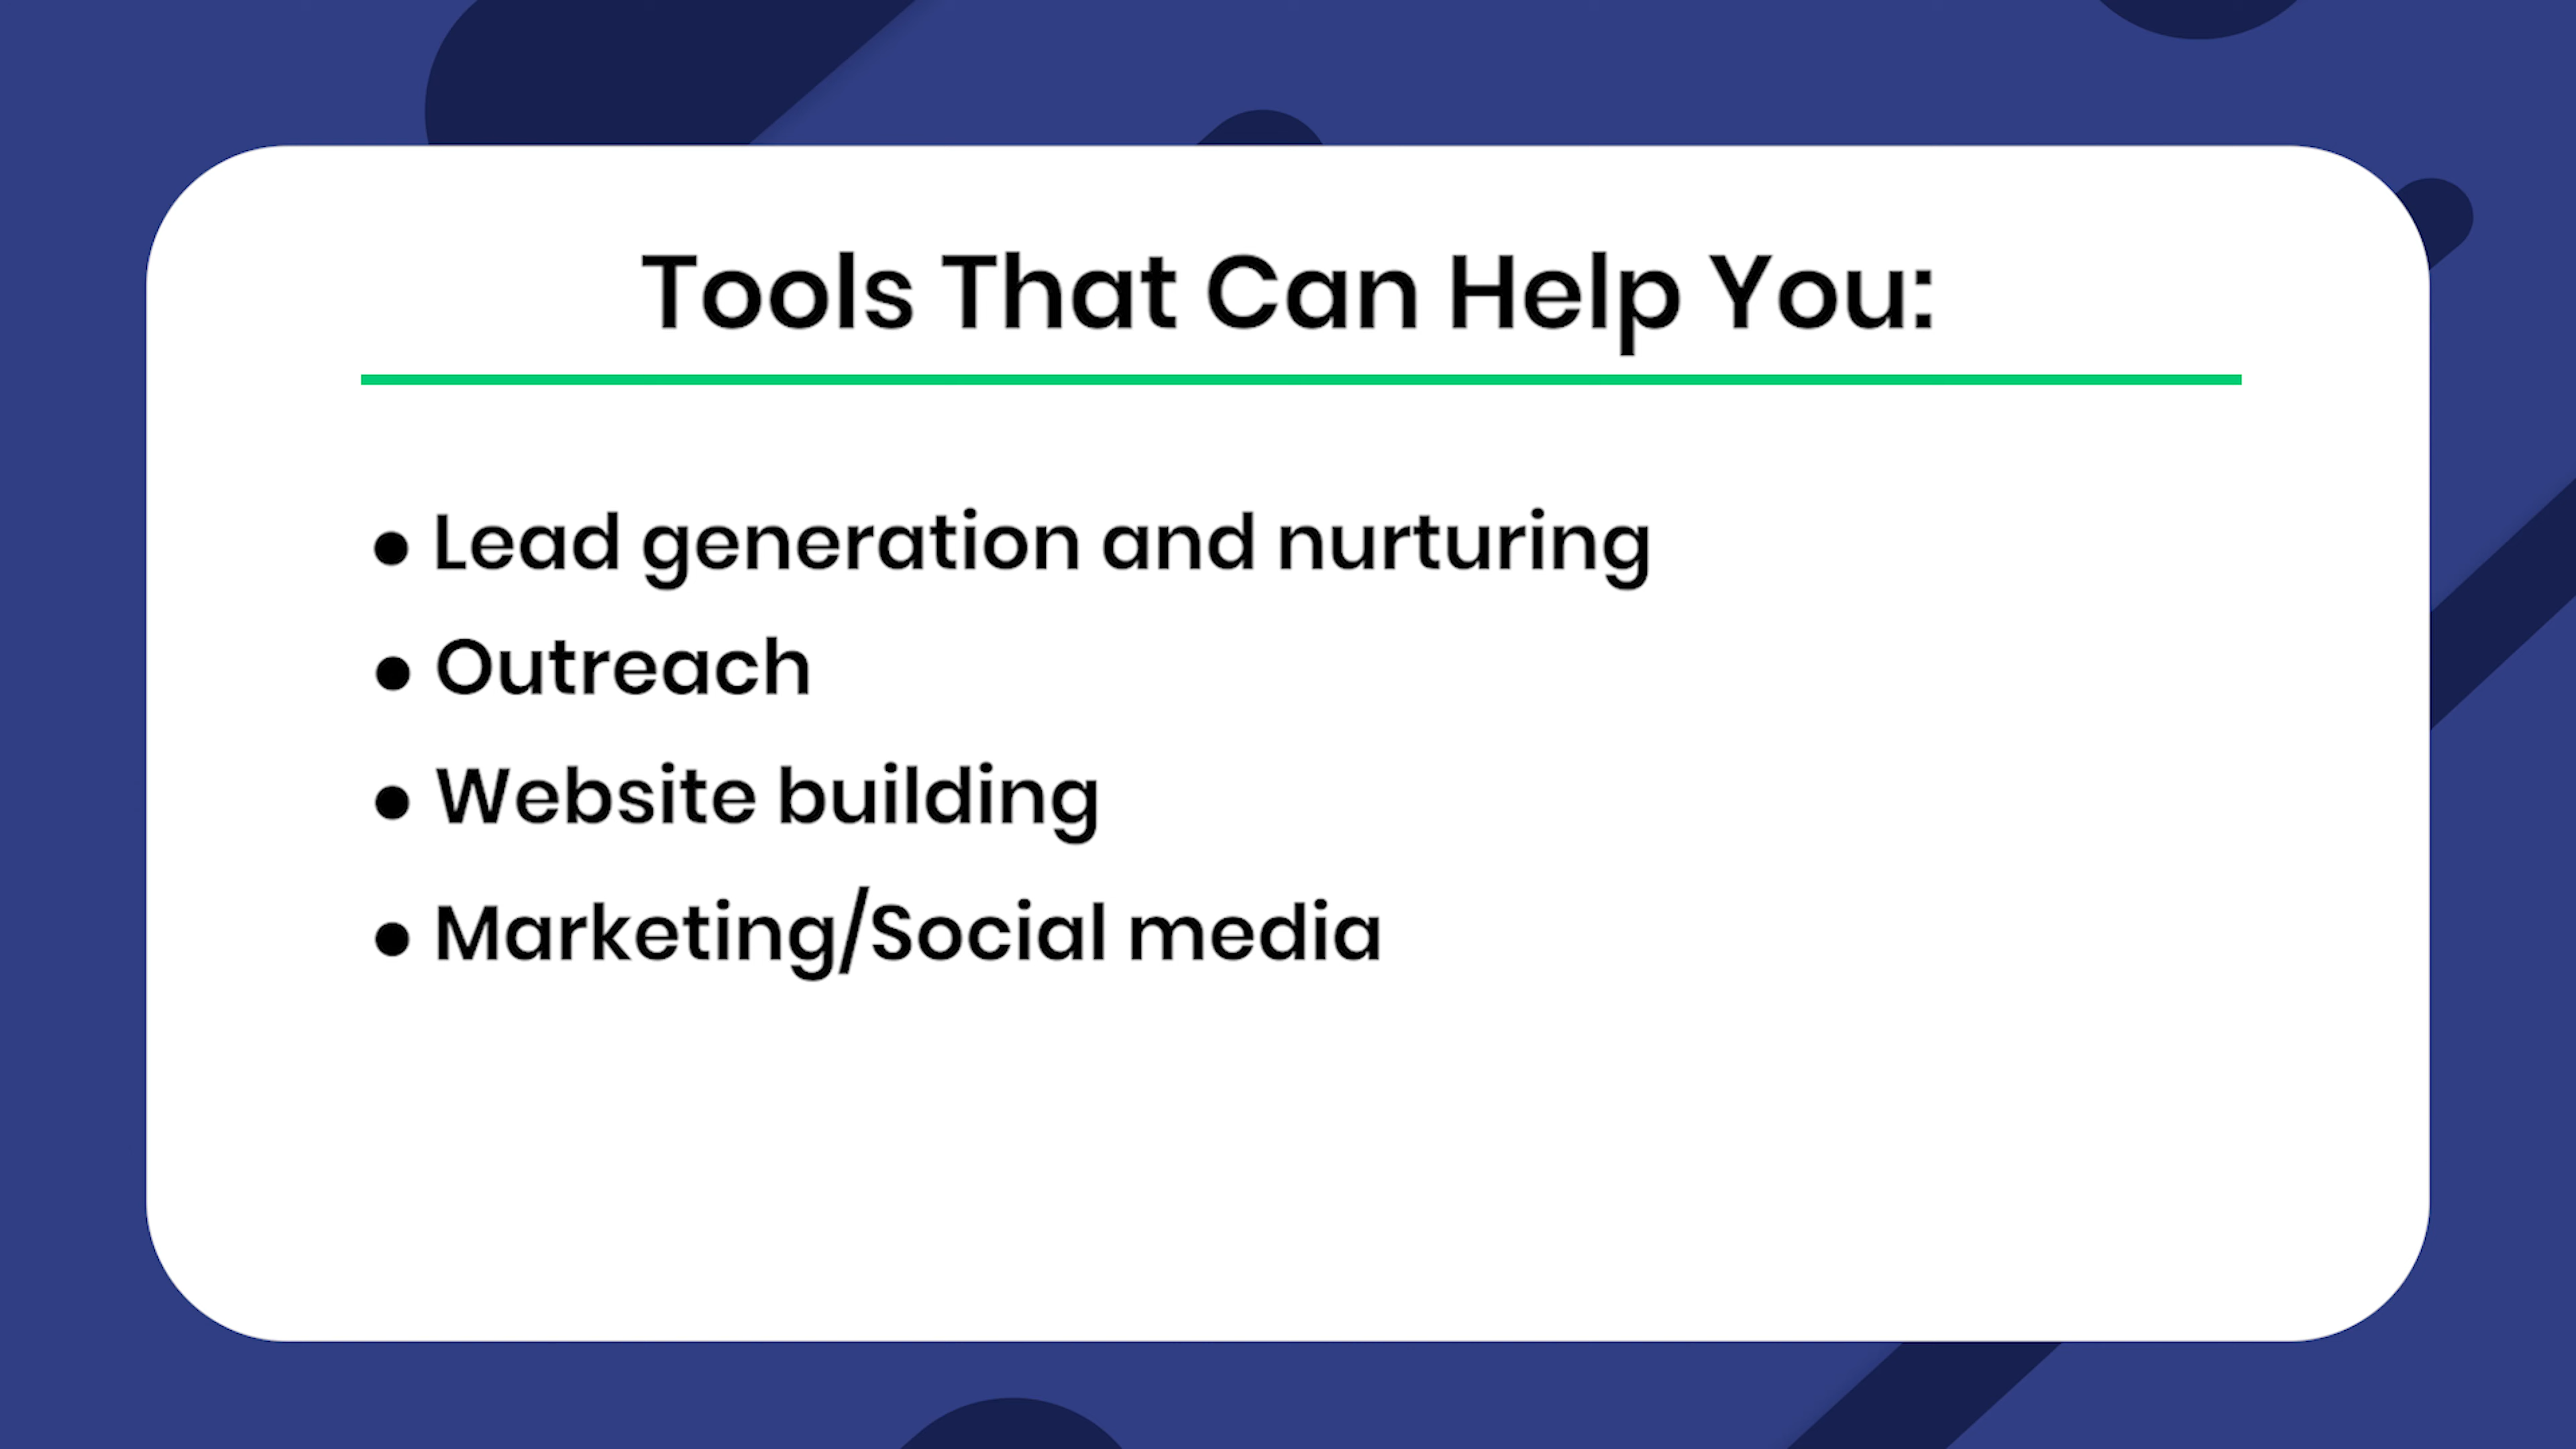 Tools That Can Help You:
• Lead generation and nurturing
• Outreach
• Website building
• Marketing/Social media